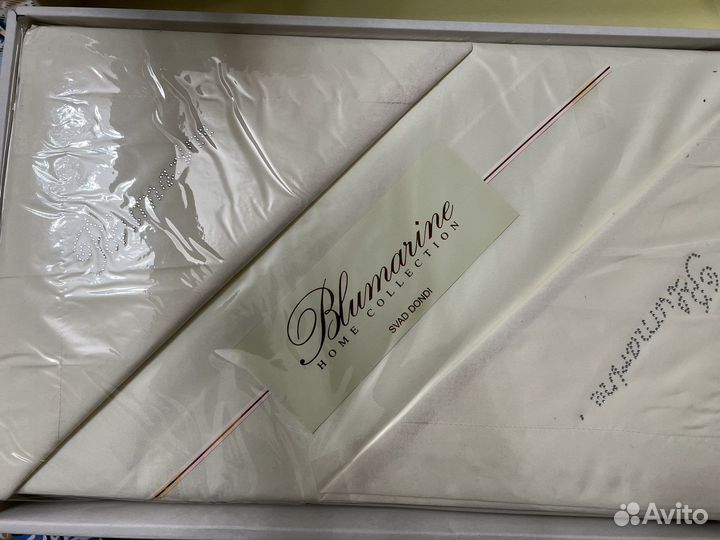 Blumarine
HOME COLLECTION
SVAD DONDI
Blumarine
Avito